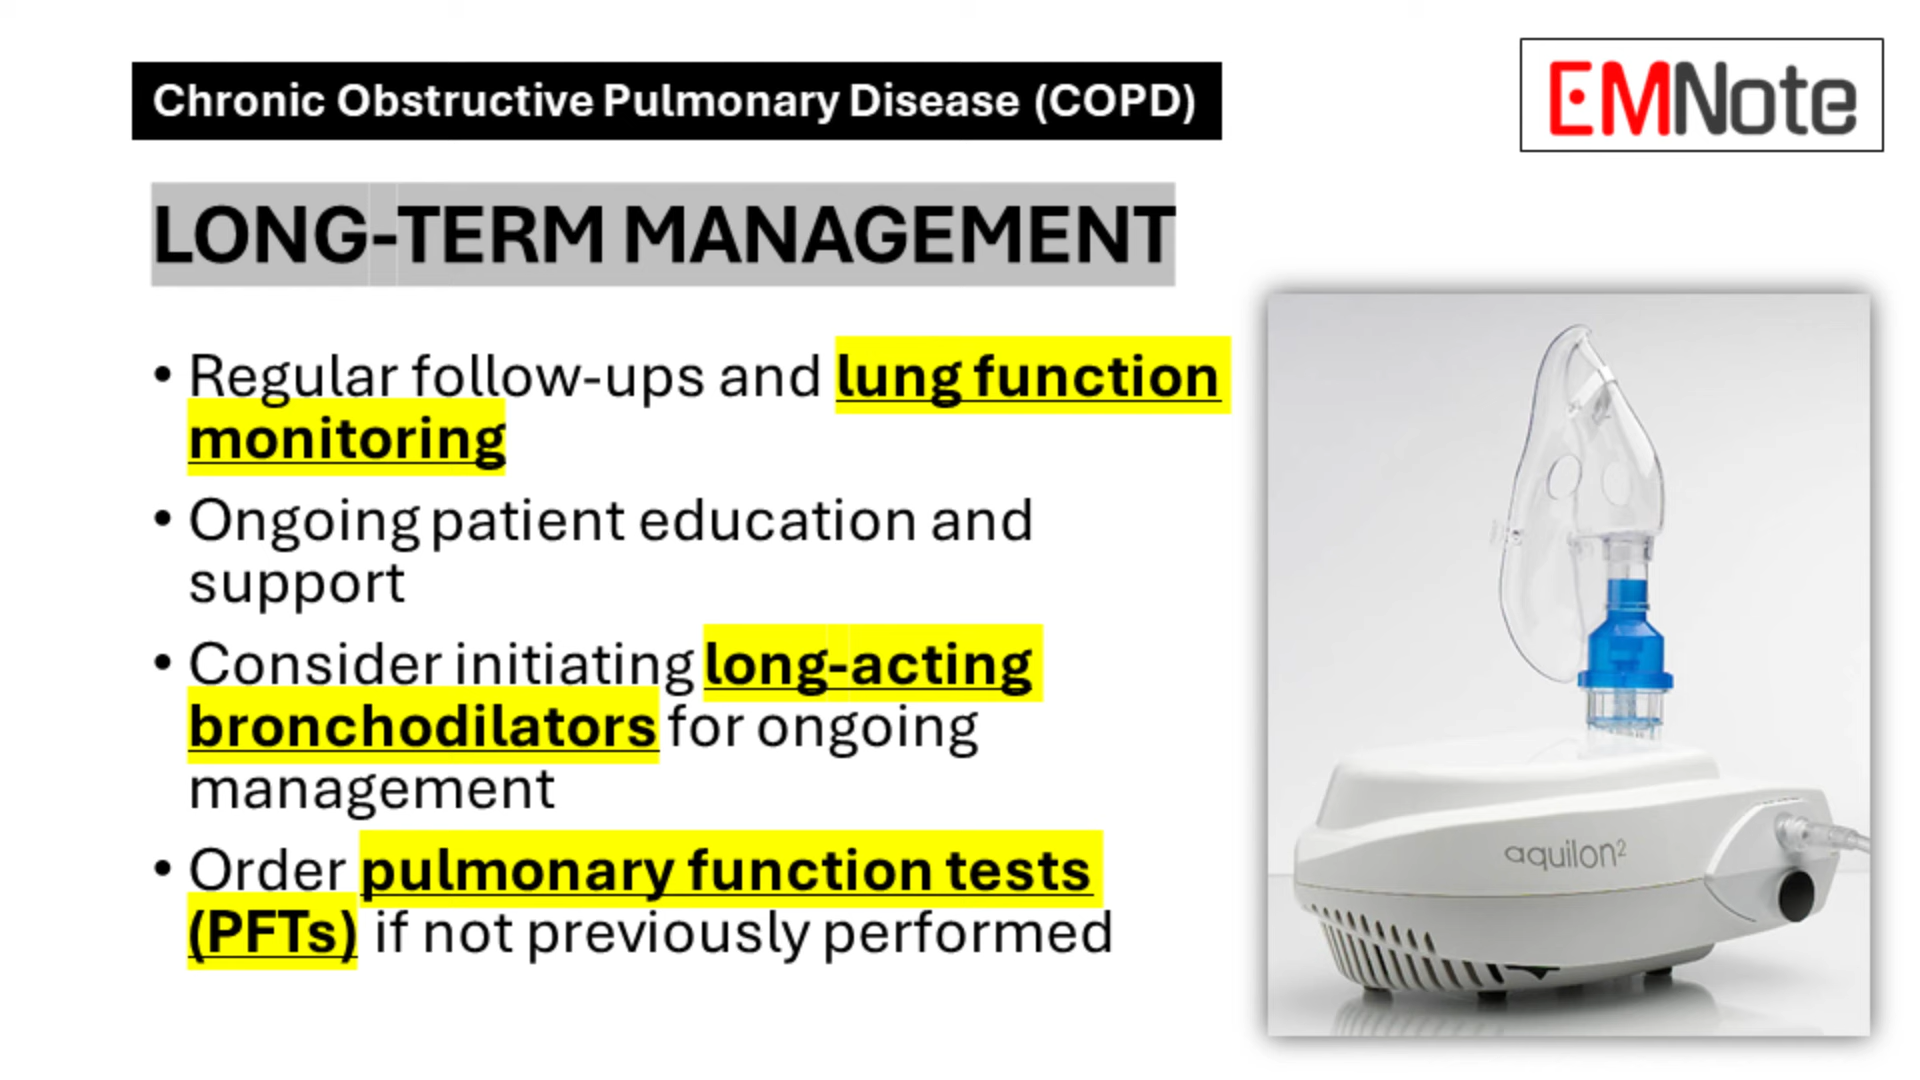 Chronic Obstructive Pulmonary Disease (COPD)
EMNote
LONG-TERM MANAGEMENT
• Regular follow-ups and lung function
monitoring
• Ongoing patient education and
support
• Consider initiating long-acting
bronchodilators for ongoing
management
• Order pulmonary function tests
(PFTs) if not previously performed
aquilon²